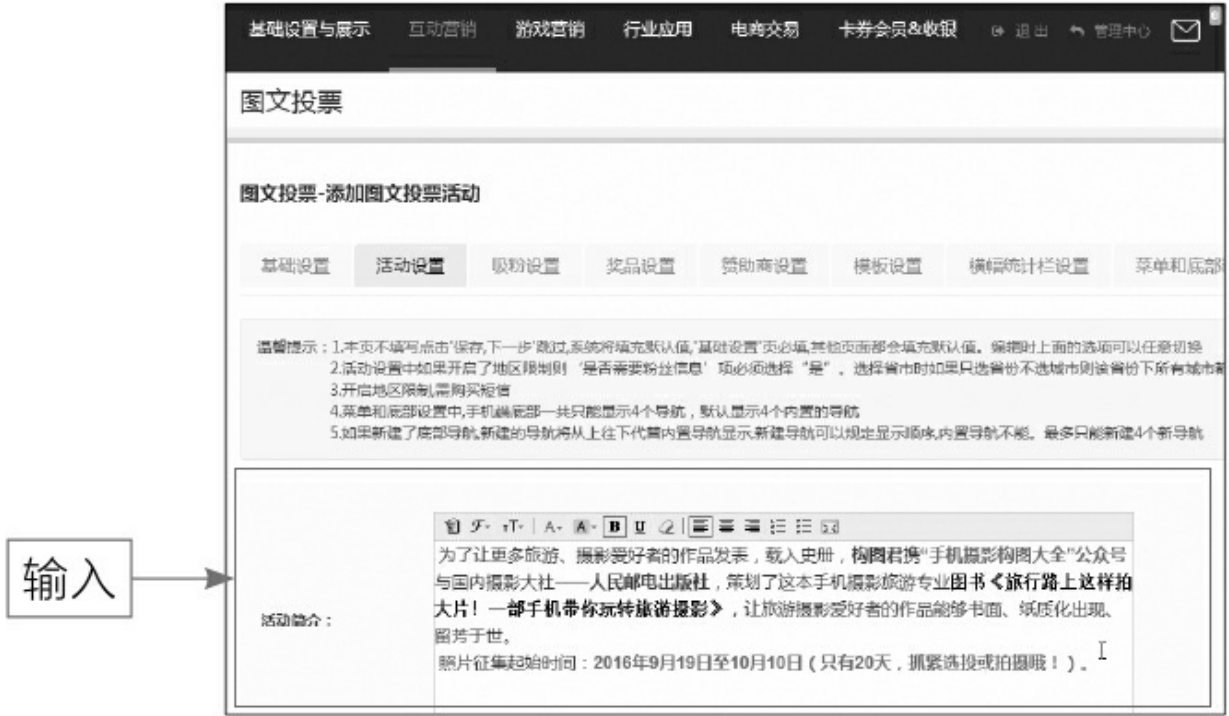 基础设置与展示 互动营销 游戏营销 行业应用 电商交易 卡券会员&收银 退出 管理中心
图文投票
图文投票-添加图文投票活动
基础设置 活动设置 吸粉设置 奖品设置 赞助商设置 模板设置 横幅统计栏设置 菜单和底部
温馨提示：1.本页不填写点击'保存,下一步'跳过,系统将填充默认值,'基础设置'页必填,其他页面都会填充默认值。编辑时上面的选项可以任意切换
2.活动设置中如果开启了地区限制则‘是否需要粉丝信息’项必须选择“是”。选择省市时如果只选省份不选城市则该省份下所有城市都
3.开启地区限制,需购买短信
4.菜单和底部设置中,手机端底部一共只能显示4个导航，默认显示4个内置的导航
5.如果新建了底部导航,新建的导航将从上往下代替内置导航显示,新建导航可以规定显示顺序,内置导航不能。最多只能新建4个新导航
输入
活动简介：
为了让更多旅游、摄影爱好者的作品发表，载入史册，构图君携“手机摄影构图大全”公众号
与国内摄影大社——人民邮电出版社，策划了这本手机摄影旅游专业图书《旅行路上这样拍
大片！一部手机带你玩转旅游摄影》，让旅游摄影爱好者的作品能够书面、纸质化出现、
留芳于世。
照片征集起始时间：2016年9月19日至10月10日（只有20天，抓紧选投或拍摄哦！）。